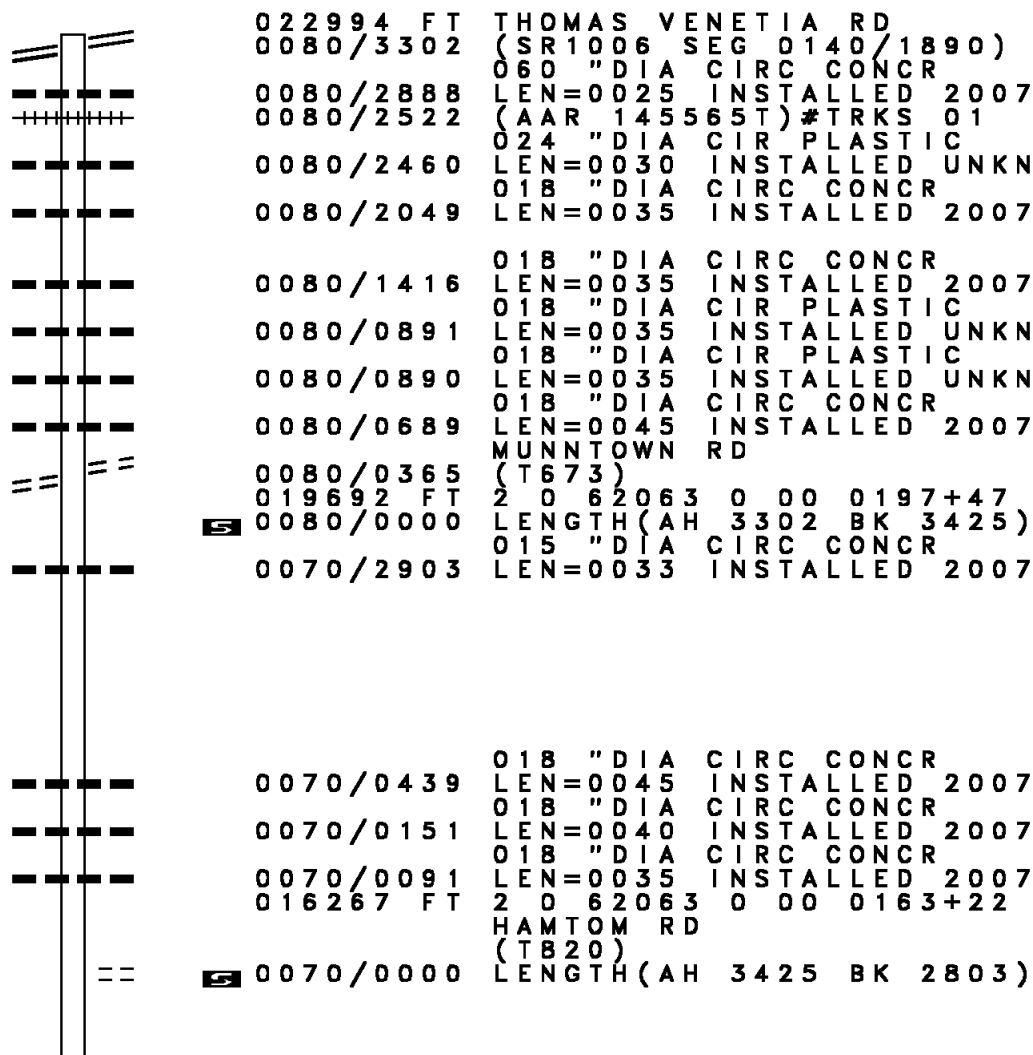 022994 FT THOMAS VENETIA RD
0080/3302 (SR1006 SEG 0140/1890)
060 "DIA CIRC CONCR
0080/2888 LEN=0025 INSTALLED 2007
0080/2522 (AAR 145565T)#TRKS 01
024 "DIA CIR PLASTIC
0080/2460 LEN=0030 INSTALLED UNKN
018 "DIA CIRC CONCR
0080/2049 LEN=0035 INSTALLED 2007
018 "DIA CIRC CONCR
0080/1416 LEN=0035 INSTALLED 2007
018 "DIA CIR PLASTIC
0080/0891 LEN=0035 INSTALLED UNKN
018 "DIA CIR PLASTIC
0080/0890 LEN=0035 INSTALLED UNKN
018 "DIA CIRC CONCR
0080/0689 LEN=0045 INSTALLED 2007
MUNNTOWN RD
0080/0365 (T673)
019692 FT 2 0 62063 0 00 0197+47
S 0080/0000 LENGTH(AH 3302 BK 3425)
015 "DIA CIRC CONCR
0070/2903 LEN=0033 INSTALLED 2007
018 "DIA CIRC CONCR
0070/0439 LEN=0045 INSTALLED 2007
018 "DIA CIRC CONCR
0070/0151 LEN=0040 INSTALLED 2007
018 "DIA CIRC CONCR
0070/0091 LEN=0035 INSTALLED 2007
016267 FT 2 0 62063 0 00 0163+22
HAMTOM RD
(T820)
S 0070/0000 LENGTH(AH 3425 BK 2803)